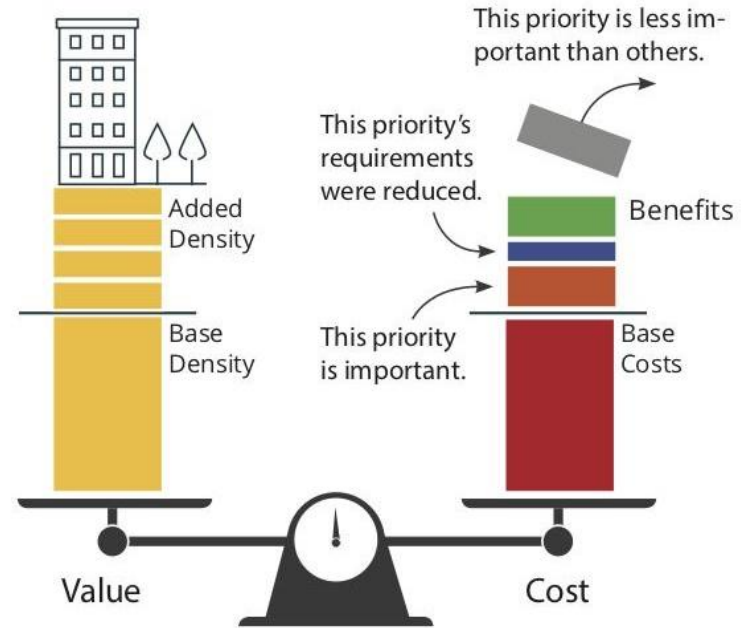 This priority is less im-
portant than others.
This priority's
requirements
were reduced.
Added
Density
Benefits
Base
Density
This priority
is important.
Base
Costs
Value
Cost